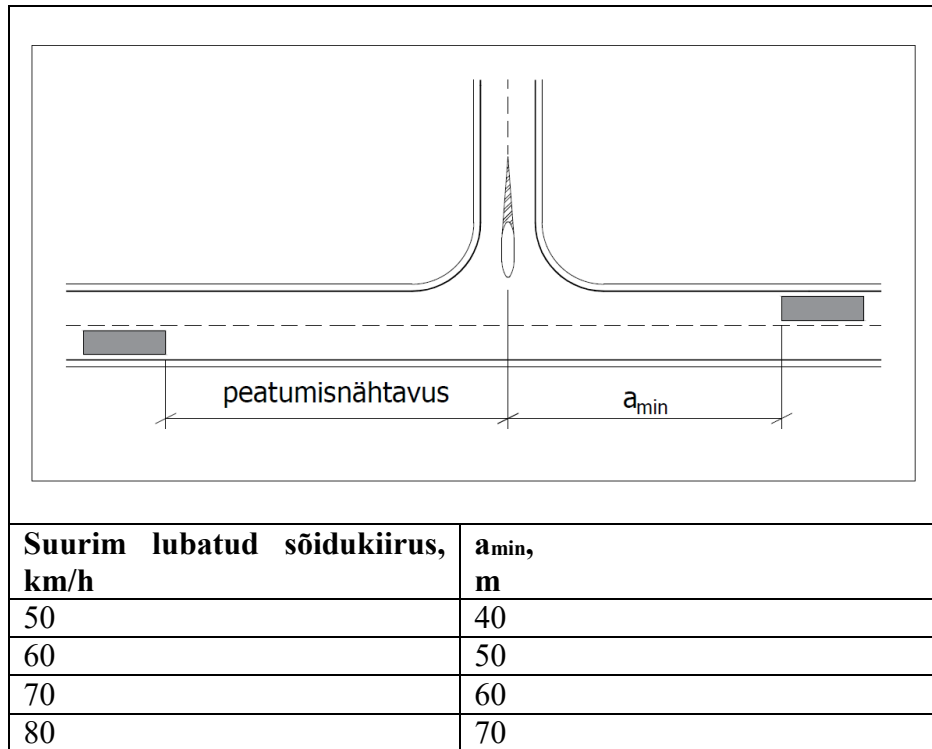 peatumisnähtavus
amin
Suurim lubatud sõidukiirus,
km/h
amin,
m
50
40
60
50
70
60
80
70